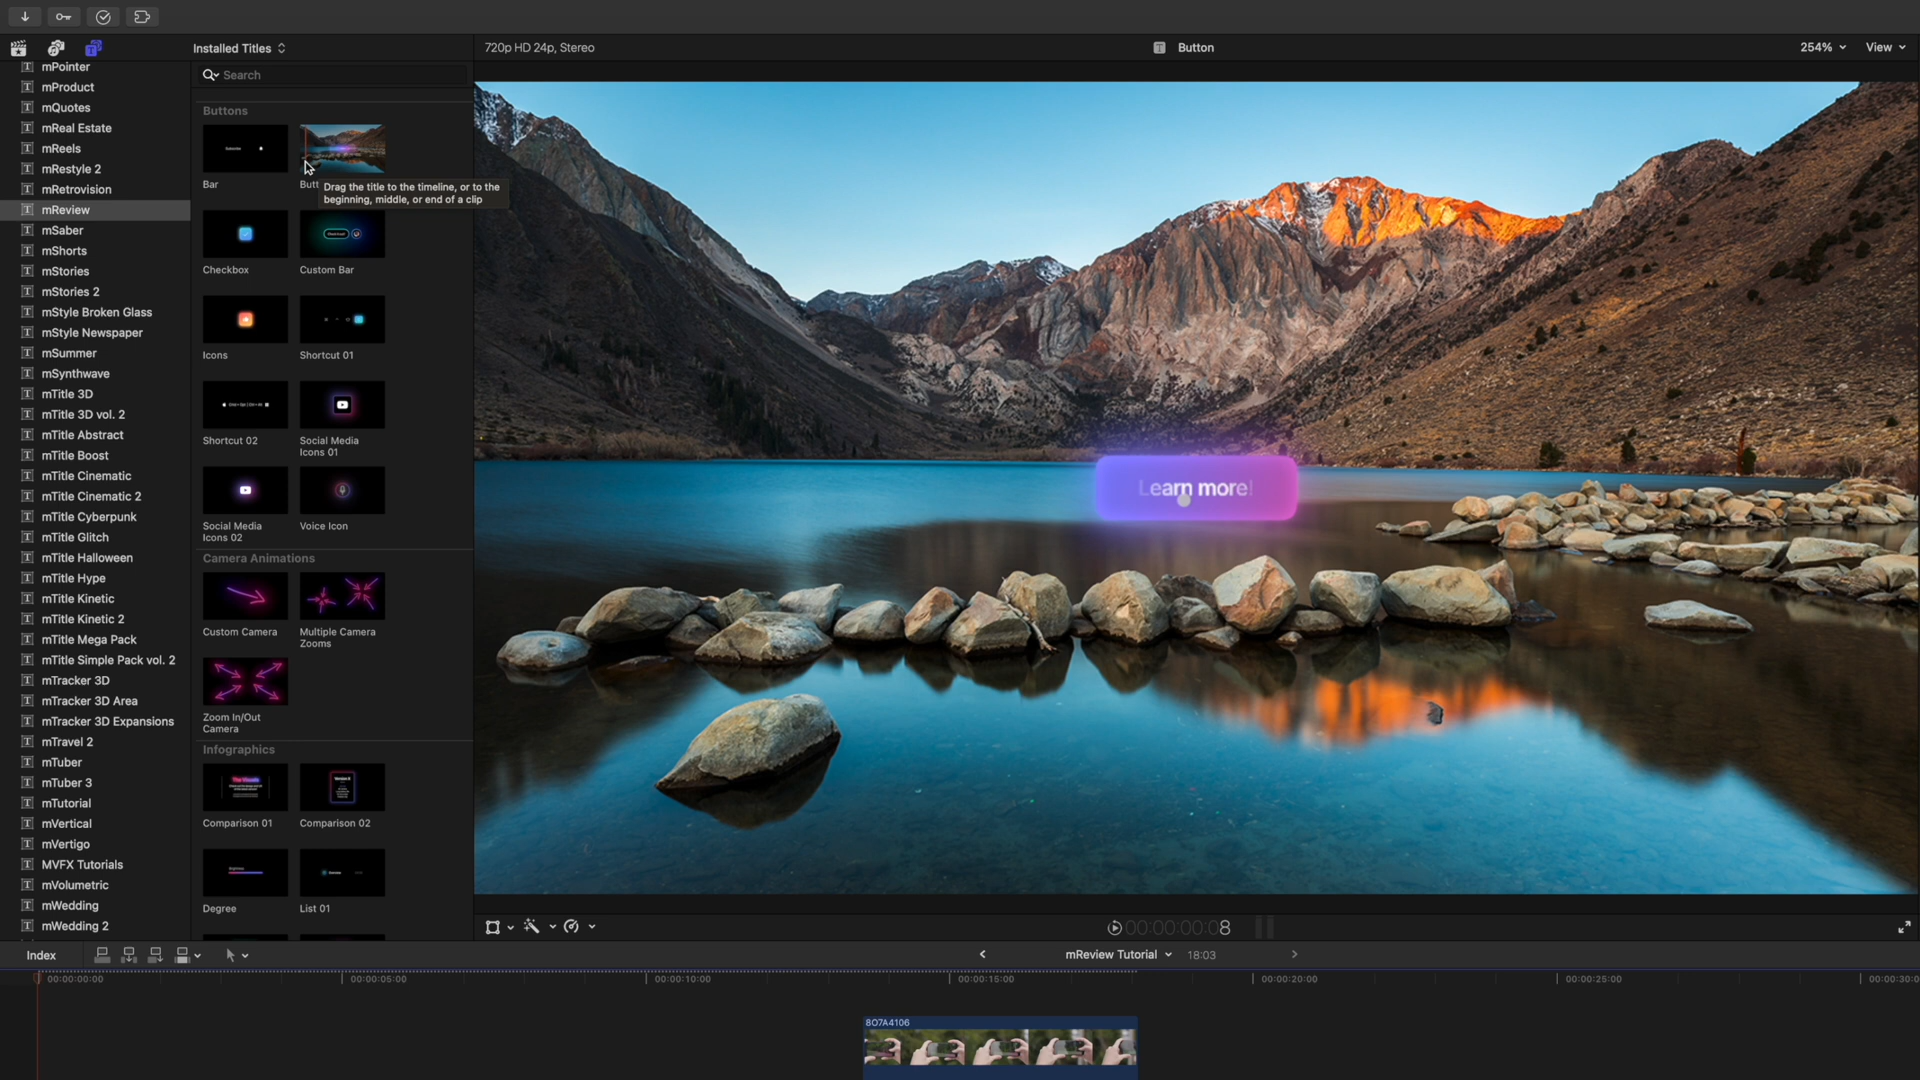 Installed Titles
720p HD 24p, Stereo
Button
254%
View
Search
mPointer
mProduct
mQuotes
mReal Estate
mReels
mRestyle 2
mRetrovision
mReview
mSaber
mShorts
mStories
mStories 2
mStyle Broken Glass
mStyle Newspaper
mSummer
mSynthwave
mTitle 3D
mTitle 3D vol. 2
mTitle Abstract
mTitle Boost
mTitle Cinematic
mTitle Cinematic 2
mTitle Cyberpunk
mTitle Glitch
mTitle Halloween
mTitle Hype
mTitle Kinetic
mTitle Kinetic 2
mTitle Mega Pack
mTitle Simple Pack vol. 2
mTracker 3D
mTracker 3D Area
mTracker 3D Expansions
mTravel 2
mTuber
mTuber 3
mTutorial
mVertical
mVertigo
MVFX Tutorials
mVolumetric
mWedding
mWedding 2
Buttons
Bar
Butt
Drag the title to the timeline, or to the
beginning, middle, or end of a clip
Checkbox
Custom Bar
Icons
Shortcut 01
Shortcut 02
Social Media
Icons 01
Social Media
Icons 02
Voice Icon
Camera Animations
Custom Camera
Multiple Camera
Zooms
Zoom In/Out
Camera
Infographics
Comparison 01
Comparison 02
Degree
List 01
Learn more!
00:00:00:08
Index
mReview Tutorial
18:03
00:00:00:00
00:00:05:00
00:00:10:00
00:00:15:00
00:00:20:00
00:00:25:00
00:00:30:0
8O7A4106